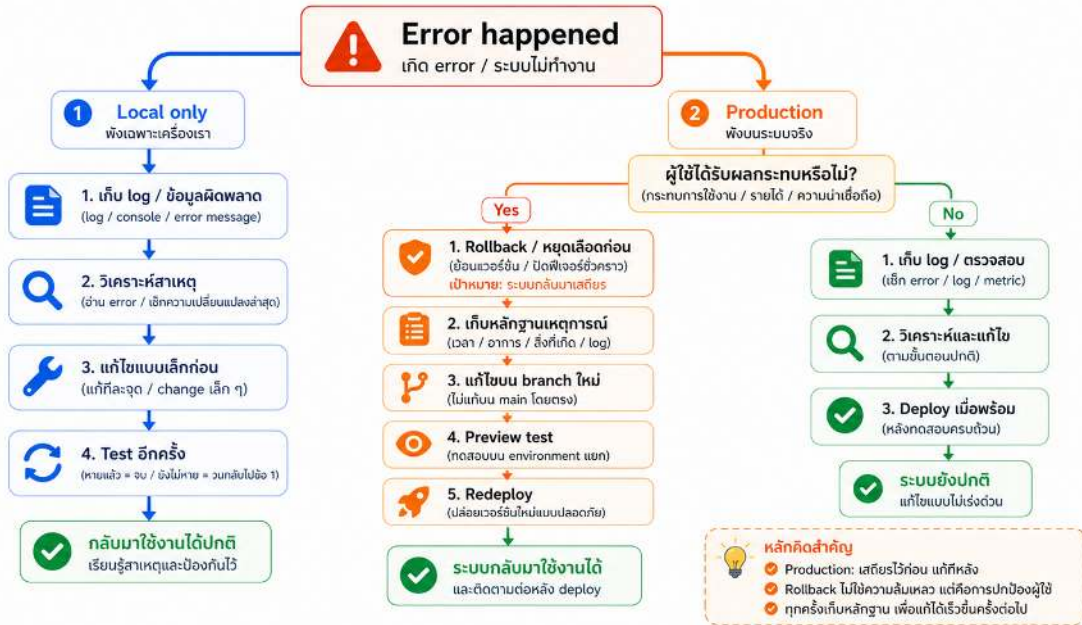 Error happened
เกิด error / ระบบไม่ทำงาน
1 Local only
พังเฉพาะเครื่องเรา
1. เก็บ log / ข้อมูลผิดพลาด
(log / console / error message)
2. วิเคราะห์สาเหตุ
(อ่าน error / เช็กความเปลี่ยนแปลงล่าสุด)
3. แก้ไขแบบเล็กก่อน
(แก้ทีละจุด / change เล็ก ๆ)
4. Test อีกครั้ง
(หายแล้ว = จบ / ยังไม่หาย = วนกลับไปข้อ 1)
กลับมาใช้งานได้ปกติ
เรียนรู้สาเหตุและป้องกันไว้
2 Production
พังบนระบบจริง
ผู้ใช้ได้รับผลกระทบหรือไม่?
(กระทบการใช้งาน / รายได้ / ความน่าเชื่อถือ)
Yes
1. Rollback / หยุดเลือดก่อน
(ย้อนเวอร์ชัน / ปิดฟีเจอร์ชั่วคราว)
เป้าหมาย: ระบบกลับมาเสถียร
2. เก็บหลักฐานเหตุการณ์
(เวลา / อาการ / สิ่งที่เกิด / log)
3. แก้ไขบน branch ใหม่
(ไม่แก้บน main โดยตรง)
4. Preview test
(ทดสอบบน environment แยก)
5. Redeploy
(ปล่อยเวอร์ชันใหม่แบบปลอดภัย)
ระบบกลับมาใช้งานได้
และติดตามต่อหลัง deploy
No
1. เก็บ log / ตรวจสอบ
(เช็ก error / log / metric)
2. วิเคราะห์และแก้ไข
(ตามขั้นตอนปกติ)
3. Deploy เมื่อพร้อม
(หลังทดสอบครบถ้วน)
ระบบยังปกติ
แก้ไขแบบไม่เร่งด่วน
หลักคิดสำคัญ
Production: เสถียรไว้ก่อน แก้ทีหลัง
Rollback ไม่ใช่ความล้มเหลว แต่คือการปกป้องผู้ใช้
ทุกครั้งเก็บหลักฐาน เพื่อแก้ได้เร็วขึ้นครั้งต่อไป